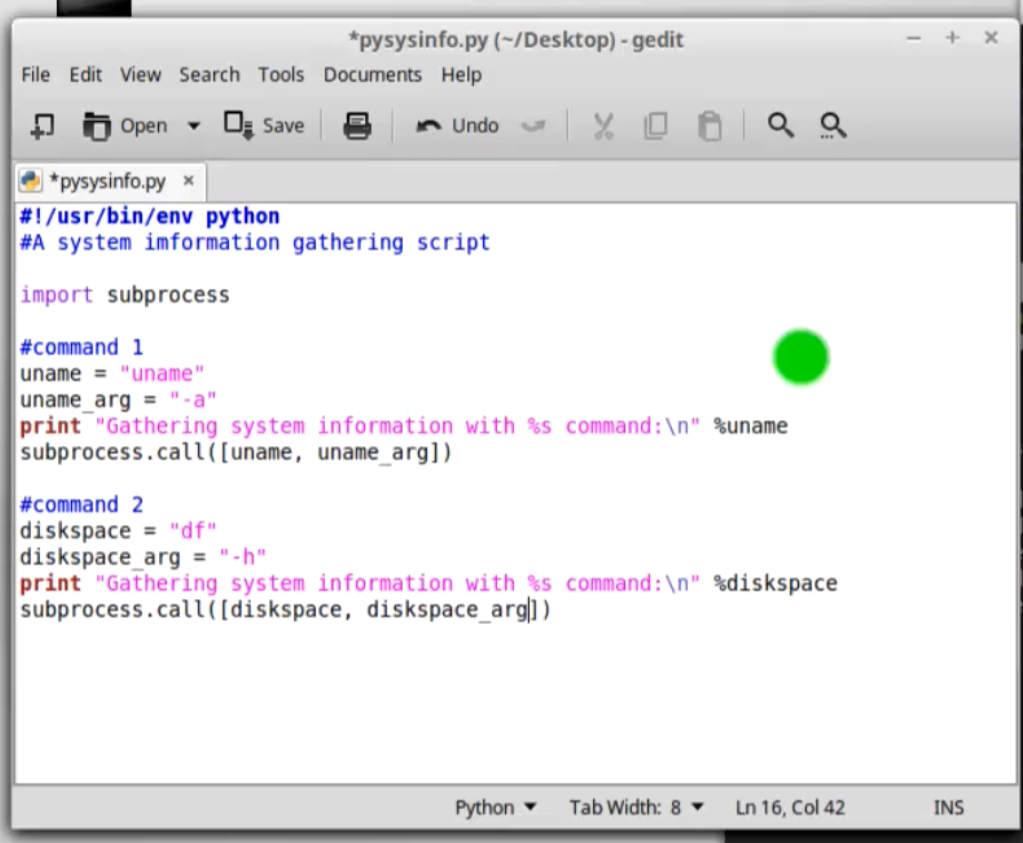 *pysysinfo.py (~/Desktop) - gedit
File Edit View Search Tools Documents Help
Open Save Undo
*pysysinfo.py
#!/usr/bin/env python
#A system imformation gathering script
import subprocess
#command 1
uname = "uname"
uname_arg = "-a"
print "Gathering system information with %s command:\n" %uname
subprocess.call([uname, uname_arg])
#command 2
diskspace = "df"
diskspace_arg = "-h"
print "Gathering system information with %s command:\n" %diskspace
subprocess.call([diskspace, diskspace_arg])
Python Tab Width: 8 Ln 16, Col 42 INS